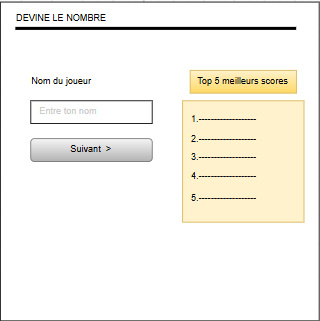 DEVINE LE NOMBRE
Nom du joueur
Entre ton nom
Suivant >
Top 5 meilleurs scores
1.-------------------
2.-------------------
3.-------------------
4.-------------------
5.-------------------